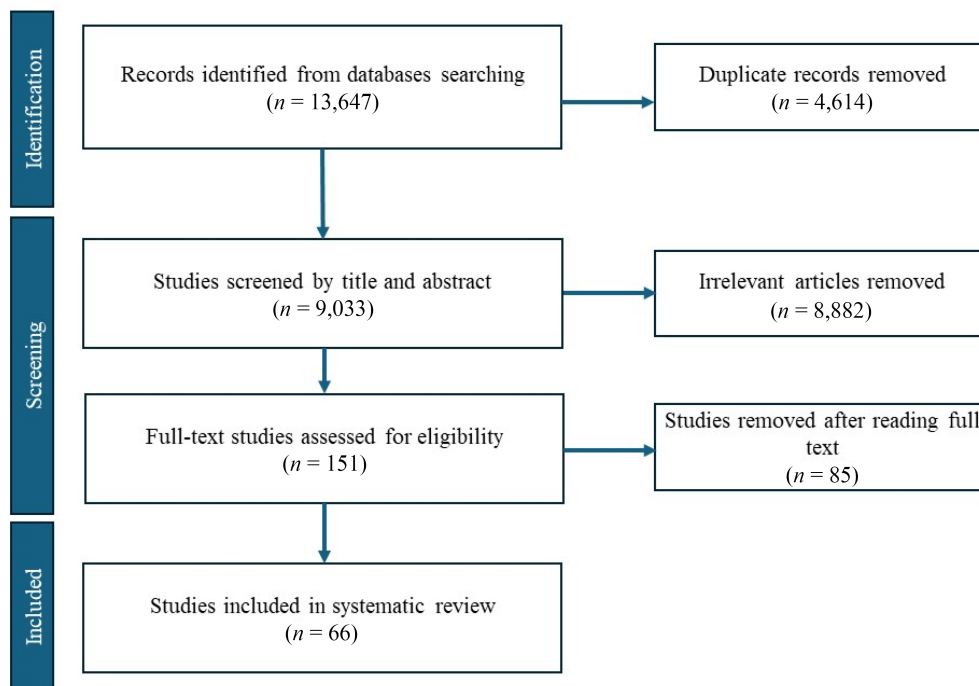 Identification
Records identified from databases searching
(n = 13,647)
Duplicate records removed
(n = 4,614)
Screening
Studies screened by title and abstract
(n = 9,033)
Irrelevant articles removed
(n = 8,882)
Full-text studies assessed for eligibility
(n = 151)
Studies removed after reading full
text
(n = 85)
Included
Studies included in systematic review
(n = 66)